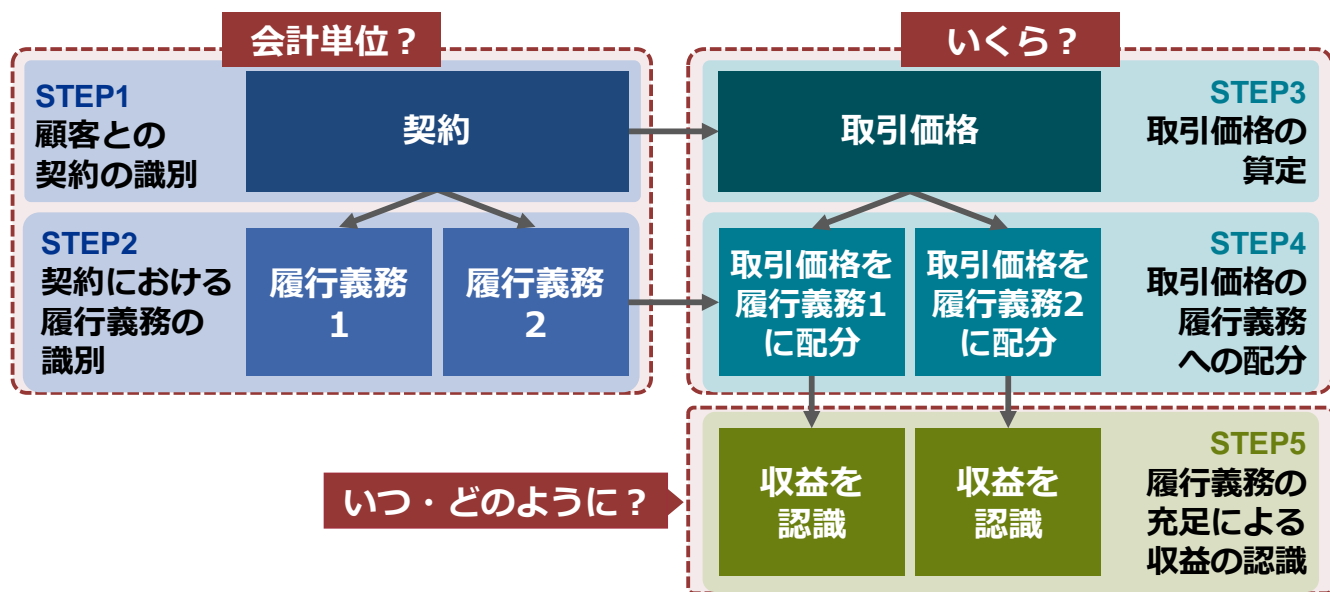 会計単位？
STEP1
顧客との
契約の識別
契約
STEP2
契約における
履行義務の
識別
履行義務
1
履行義務
2
いくら？
取引価格
STEP3
取引価格の
算定
取引価格を
履行義務1
に配分
取引価格を
履行義務2
に配分
STEP4
取引価格の
履行義務
への配分
いつ・どのように？
収益を
認識
収益を
認識
STEP5
履行義務の
充足による
収益の認識